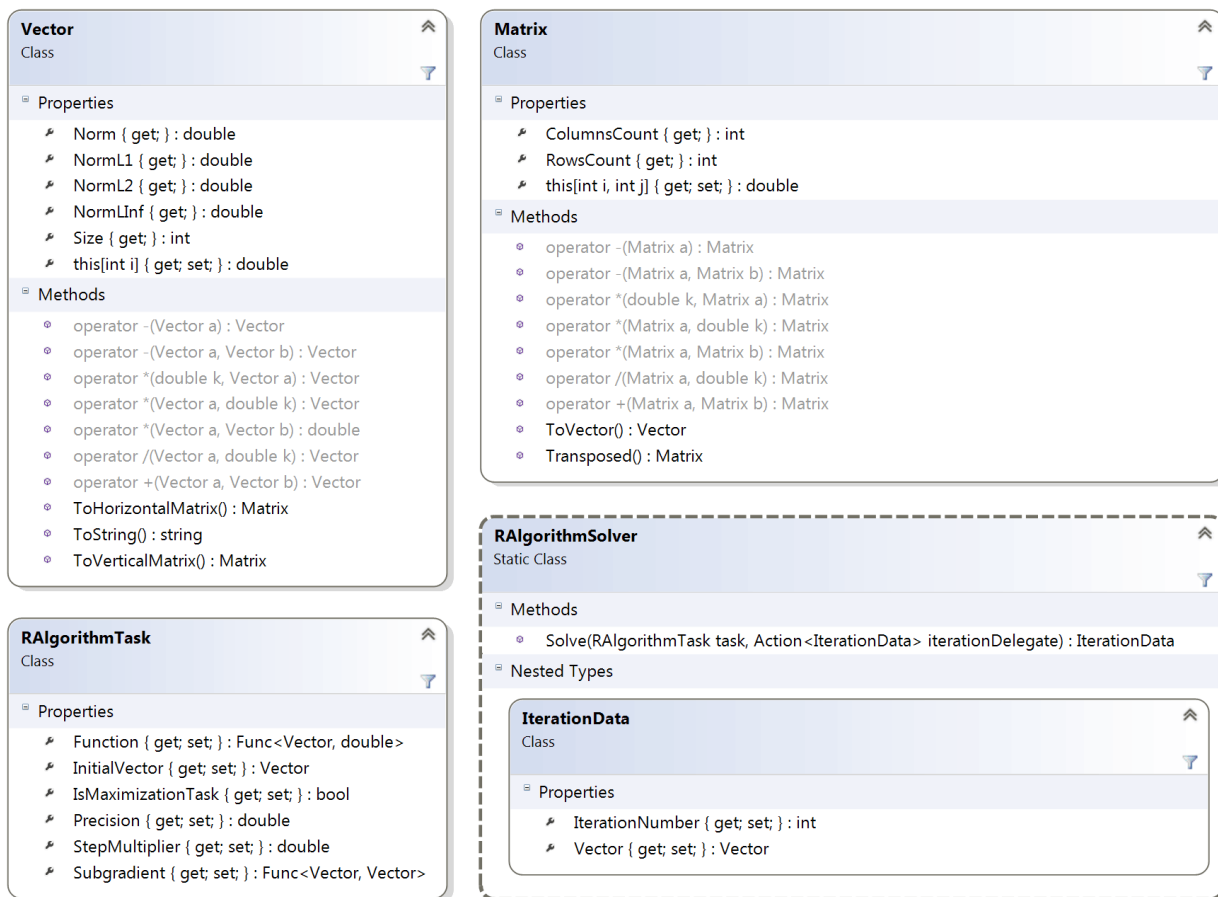 Vector
Class
Properties
Norm { get; } : double
NormL1 { get; } : double
NormL2 { get; } : double
NormLInf { get; } : double
Size { get; } : int
this[int i] { get; set; } : double
Methods
operator -(Vector a) : Vector
operator -(Vector a, Vector b) : Vector
operator *(double k, Vector a) : Vector
operator *(Vector a, double k) : Vector
operator *(Vector a, Vector b) : double
operator /(Vector a, double k) : Vector
operator +(Vector a, Vector b) : Vector
ToHorizontalMatrix() : Matrix
ToString() : string
ToVerticalMatrix() : Matrix
Matrix
Class
Properties
ColumnsCount { get; } : int
RowsCount { get; } : int
this[int i, int j] { get; set; } : double
Methods
operator -(Matrix a) : Matrix
operator -(Matrix a, Matrix b) : Matrix
operator *(double k, Matrix a) : Matrix
operator *(Matrix a, double k) : Matrix
operator *(Matrix a, Matrix b) : Matrix
operator /(Matrix a, double k) : Matrix
operator +(Matrix a, Matrix b) : Matrix
ToVector() : Vector
Transposed() : Matrix
RAlgorithmTask
Class
Properties
Function { get; set; } : Func<Vector, double>
InitialVector { get; set; } : Vector
IsMaximizationTask { get; set; } : bool
Precision { get; set; } : double
StepMultiplier { get; set; } : double
Subgradient { get; set; } : Func<Vector, Vector>
RAlgorithmSolver
Static Class
Methods
Solve(RAlgorithmTask task, Action<IterationData> iterationDelegate) : IterationData
Nested Types
IterationData
Class
Properties
IterationNumber { get; set; } : int
Vector { get; set; } : Vector